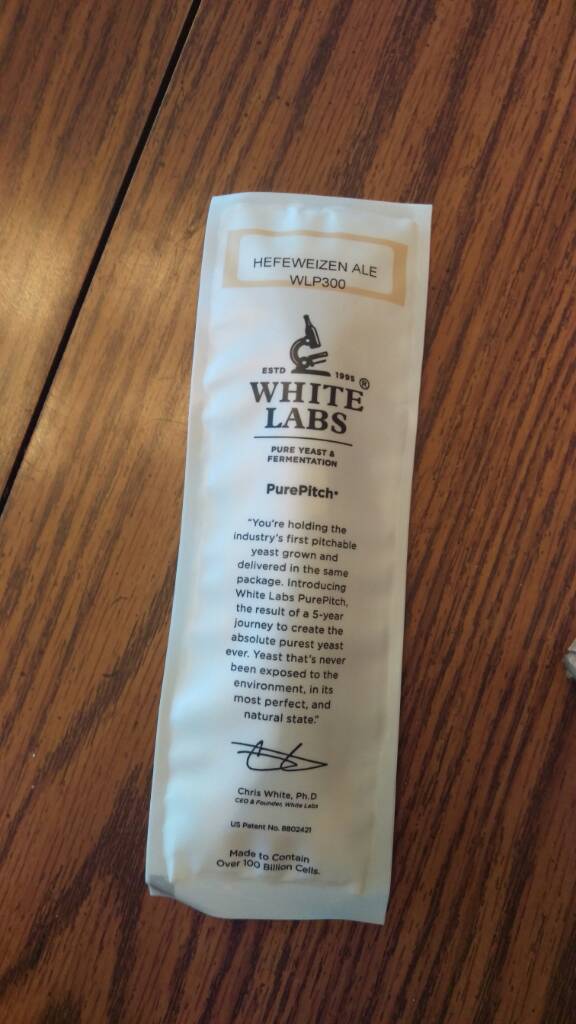 HEFEWEIZEN ALE
WLP300
ESTD 1995 ®
WHITE
LABS
PURE YEAST &
FERMENTATION
PurePitch®
"You're holding the
industry's first pitchable
yeast grown and
delivered in the same
package. Introducing
White Labs PurePitch,
the result of a 5-year
journey to create the
absolute purest yeast
ever. Yeast that's never
been exposed to the
environment, in its
most perfect, and
natural state."
Chris White, Ph.D
CEO & Founder, White Labs
US Patent No. 8802421
Made to Contain
Over 100 Billion Cells.